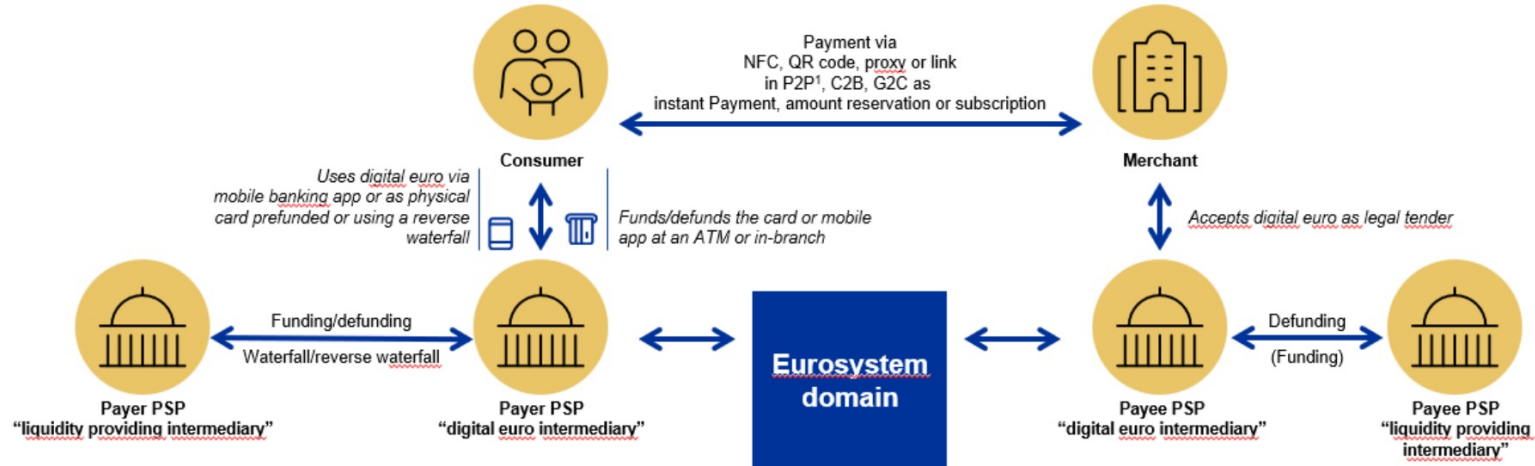 Payment via
NFC, QR code, proxy or link
in P2P¹, C2B, G2C as
instant Payment, amount reservation or subscription
Consumer
Merchant
Uses digital euro via
mobile banking app or as physical
card prefunded or using a reverse
waterfall
Funds/defunds the card or mobile
app at an ATM or in-branch
Accepts digital euro as legal tender
Funding/defunding
Waterfall/reverse waterfall
Eurosystem
domain
Defunding
(Funding)
Payer PSP
“liquidity providing intermediary”
Payer PSP
“digital euro intermediary”
Payee PSP
“digital euro intermediary”
Payee PSP
“liquidity providing
intermediary”